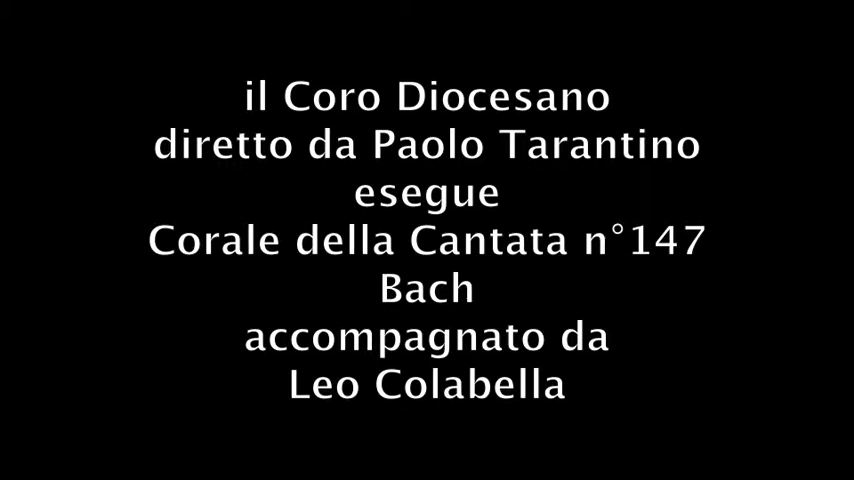 il Coro Diocesano
diretto da Paolo Tarantino
esegue
Corale della Cantata n°147
Bach
accompagnato da
Leo Colabella